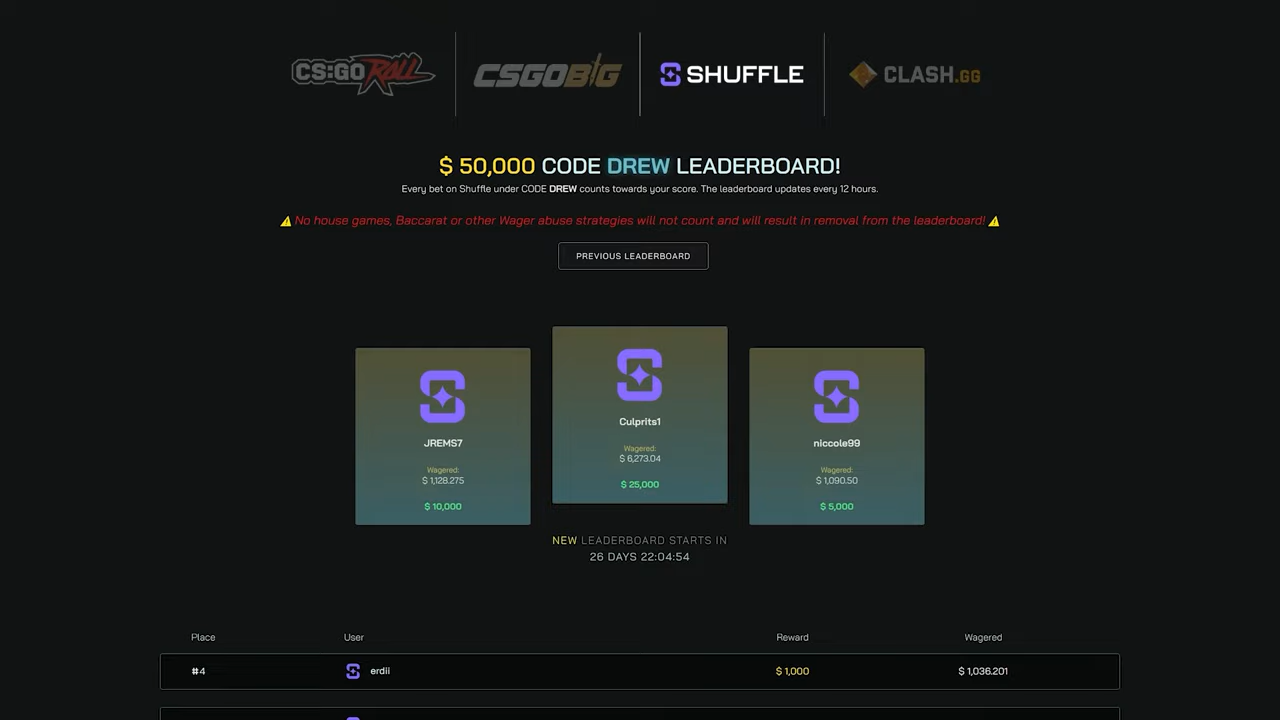 CS:GO ROLL
CSGOBIG
SHUFFLE
CLASH.GG
$ 50,000 CODE DREW LEADERBOARD!
Every bet on Shuffle under CODE DREW counts towards your score. The leaderboard updates every 12 hours.
No house games, Baccarat or other Wager abuse strategies will not count and will result in removal from the leaderboard!
PREVIOUS LEADERBOARD
JREMS7
Wagered:
$ 1,128.275
$ 10,000
Culprits1
Wagered:
$ 6,273.04
$ 25,000
niccole99
Wagered:
$ 1,090.50
$ 5,000
NEW LEADERBOARD STARTS IN
26 DAYS 22:04:54
Place User Reward Wagered
#4 erdii $ 1,000 $ 1,036.201